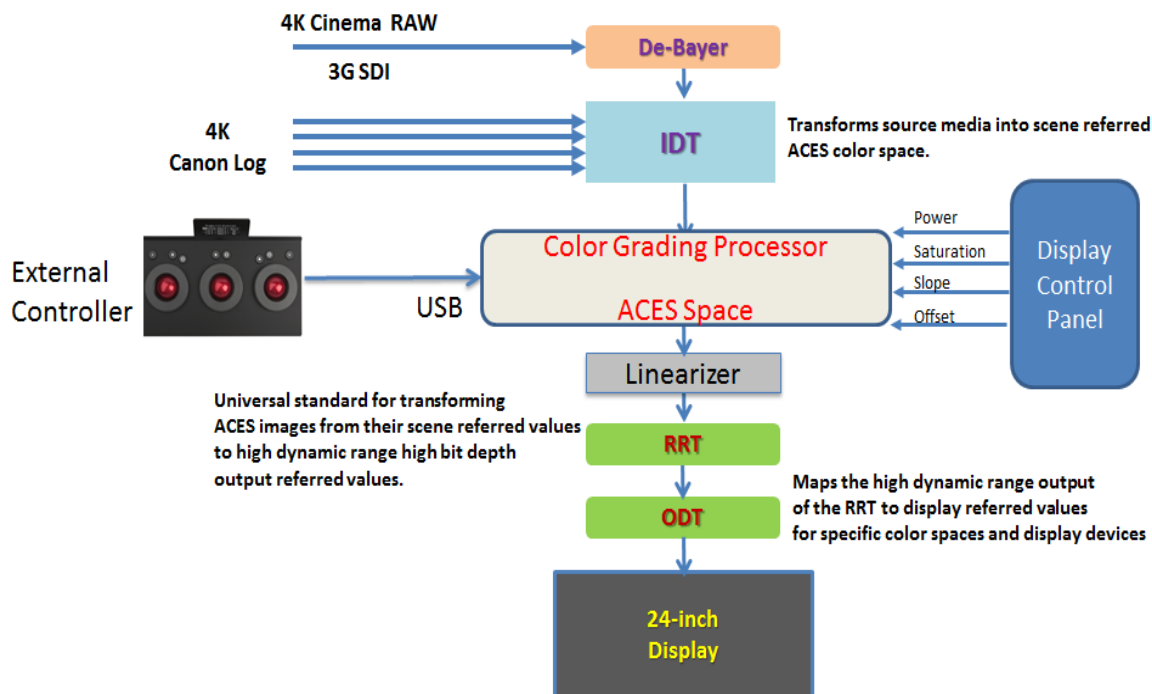 4K Cinema RAW
3G SDI
De-Bayer
4K
Canon Log
IDT
Transforms source media into scene referred
ACES color space.
External
Controller
USB
Color Grading Processor
ACES Space
Power
Saturation
Slope
Offset
Display
Control
Panel
Linearizer
Universal standard for transforming
ACES images from their scene referred values
to high dynamic range high bit depth
output referred values.
RRT
ODT
Maps the high dynamic range output
of the RRT to display referred values
for specific color spaces and display devices
24-inch
Display